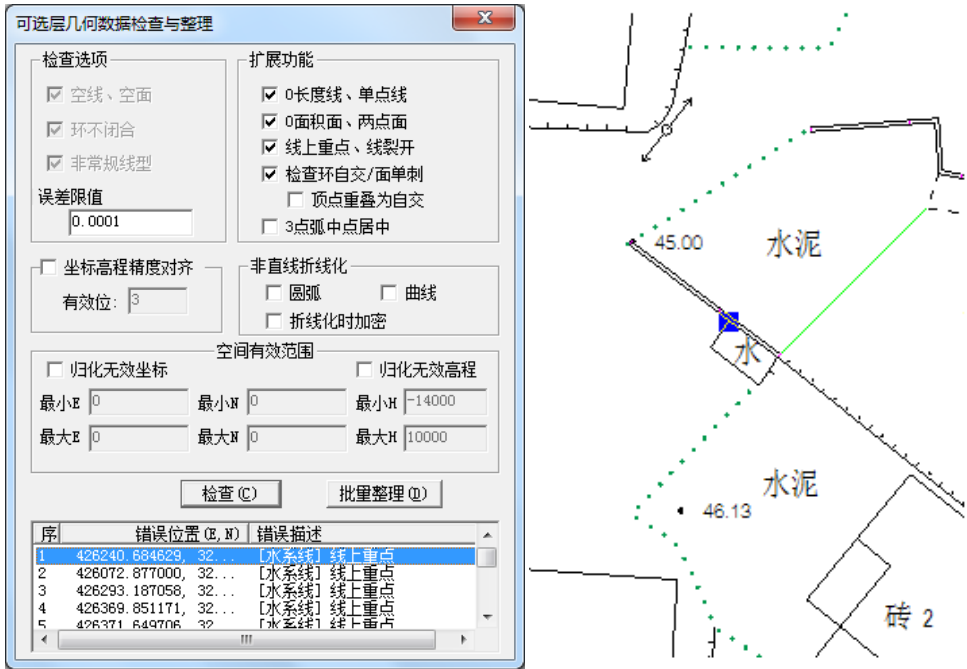 可选层几何数据检查与整理
检查选项
空线、空面
环不闭合
非常规线型
误差限值
0.0001
扩展功能
0长度线、单点线
0面积面、两点面
线上重点、线裂开
检查环自交/面单刺
顶点重叠为自交
3点弧中点居中
坐标高程精度对齐
有效位: 3
非直线折线化
圆弧 曲线
折线化时加密
空间有效范围
归化无效坐标 归化无效高程
最小E 0 最小N 0 最小H -14000
最大E 0 最大N 0 最大H 10000
检查(C) 批量整理(D)
序 错误位置(E,N) 错误描述
1 426240.684629, 32... [水系线] 线上重点
2 426072.877000, 32... [水系线] 线上重点
3 426293.187058, 32... [水系线] 线上重点
4 426369.851171, 32... [水系线] 线上重点
5 426371.649706, 32... [水系线] 线上重点
45.00 水泥
水
水泥
46.13
砖 2